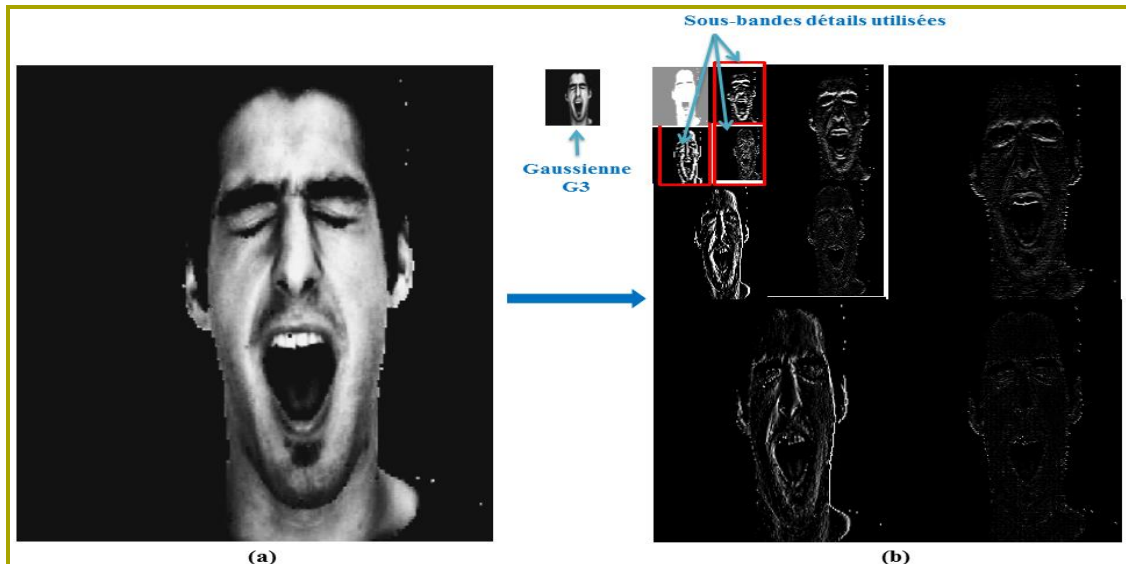 Sous-bandes détails utilisées
Gaussienne
G3
(a)
(b)